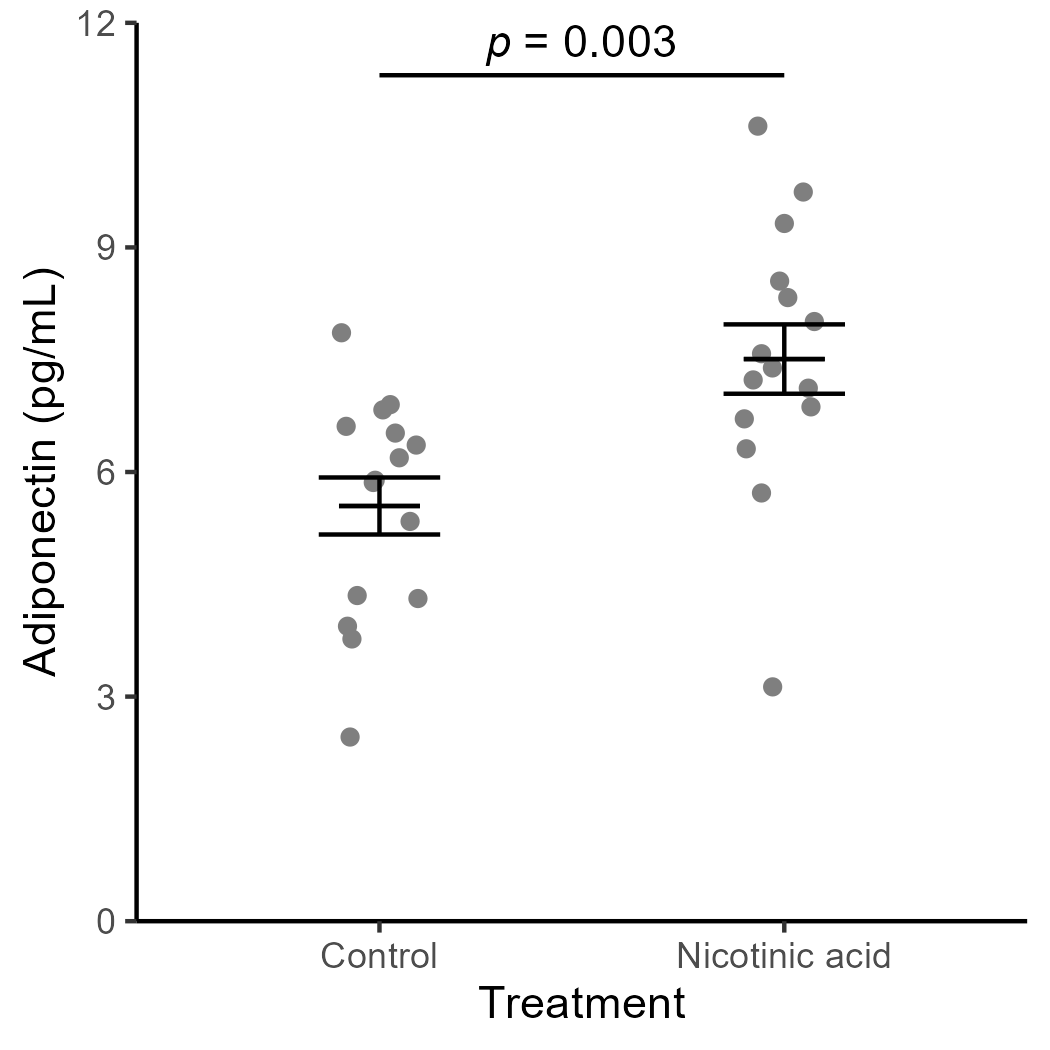 p = 0.003
Adiponectin (pg/mL)
12
9
6
3
0
Control
Nicotinic acid
Treatment